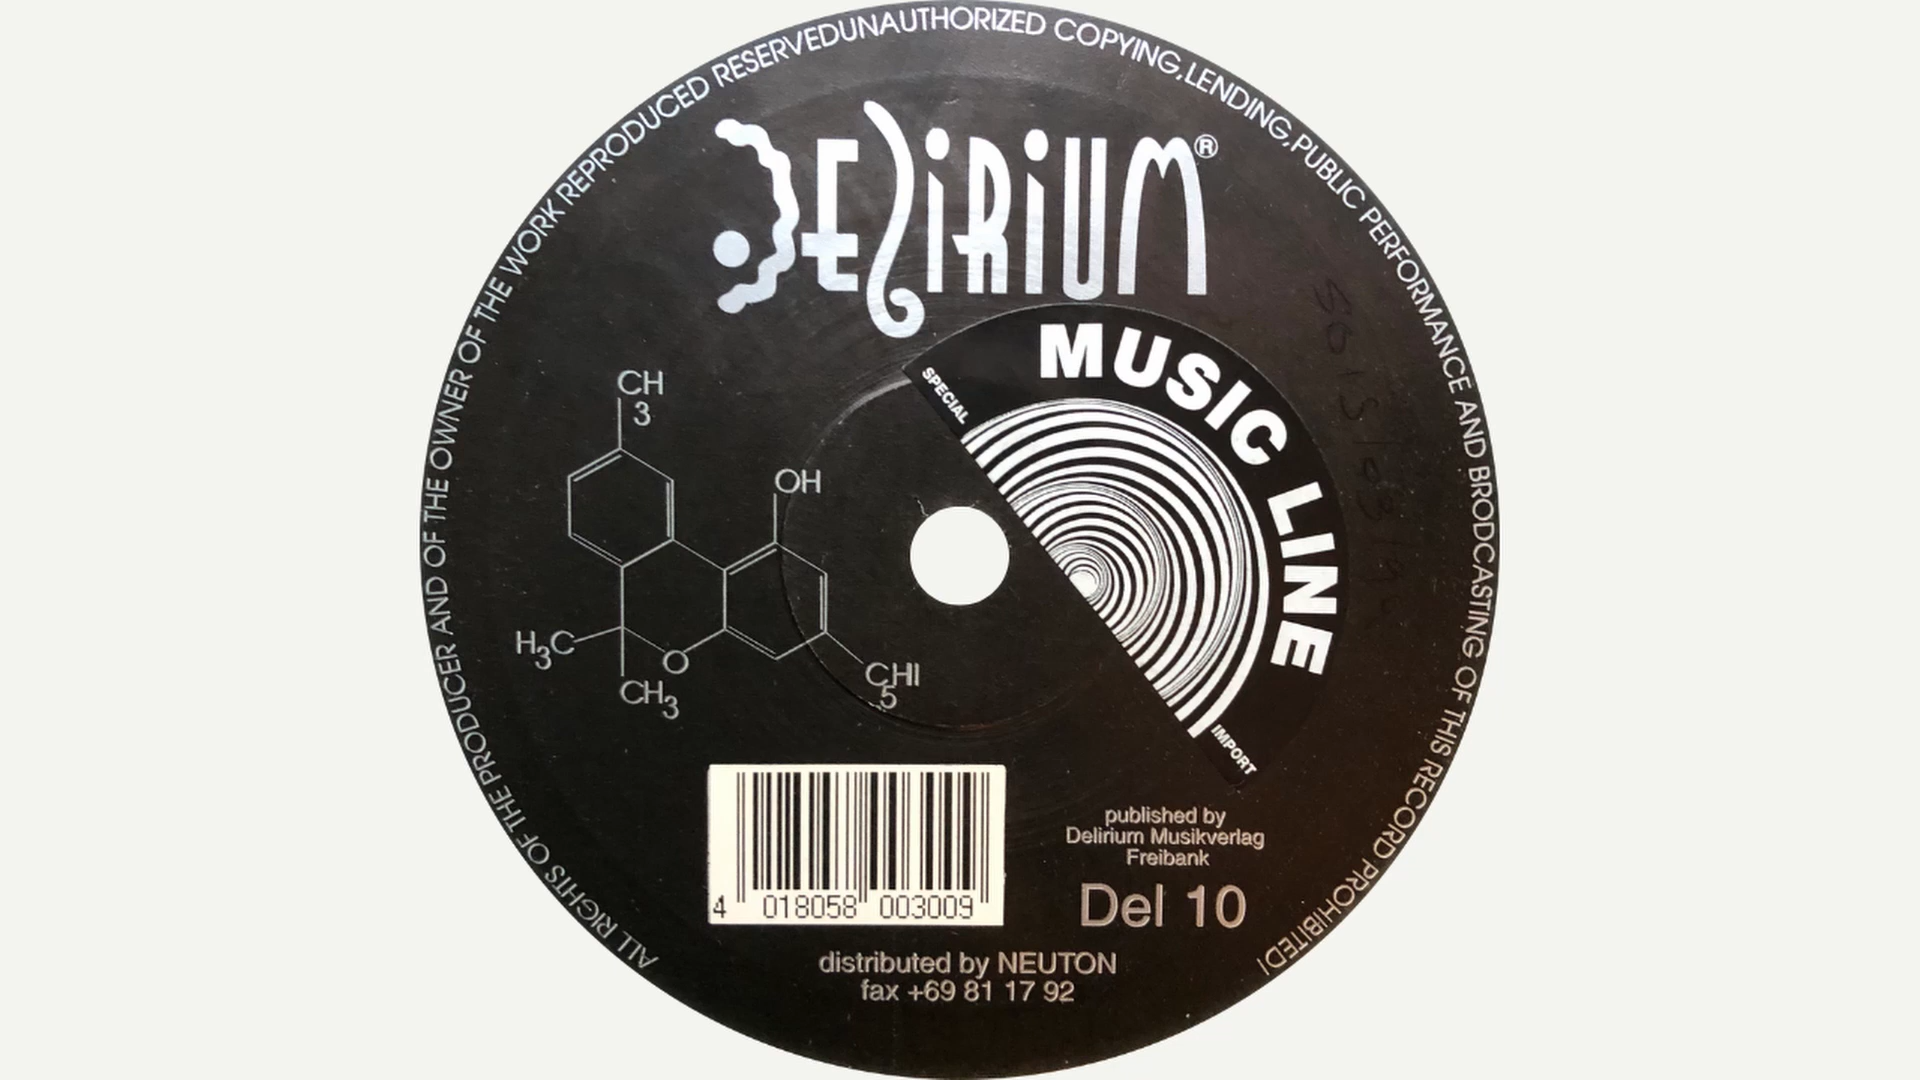 ALL RIGHTS OF THE PRODUCER AND OF THE OWNER OF THE WORK REPRODUCED RESERVEDUNAUTHORIZED COPYING,LENDING,PUBLIC PERFORMANCE AND BRODCASTING OF THIS RECORD PROHIBITED!
DELIRIUM®
MUSIC LINE
SPECIAL
IMPORT
CH
3
OH
H3C
O
CH3
CHI
5
4 018058 003009
published by
Delirium Musikverlag
Freibank
Del 10
distributed by NEUTON
fax +69 81 17 92